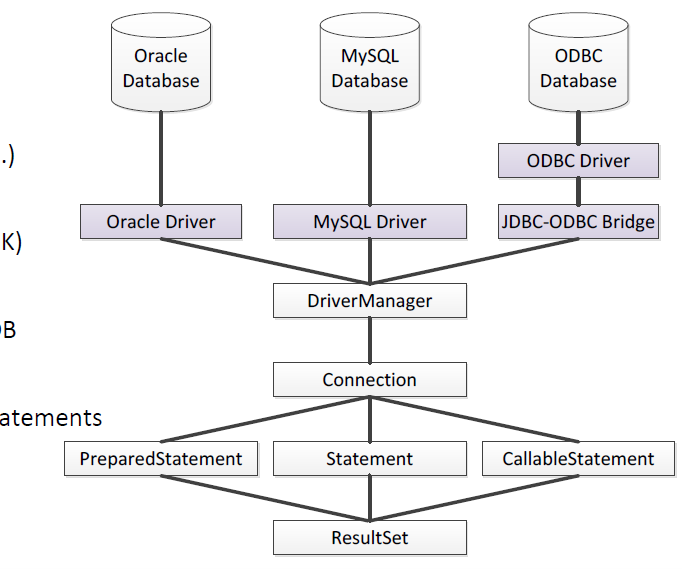 Oracle
Database
MySQL
Database
ODBC
Database
.)
ODBC Driver
Oracle Driver
MySQL Driver
JDBC-ODBC Bridge
K)
DriverManager
DB
Connection
atements
PreparedStatement
Statement
CallableStatement
ResultSet